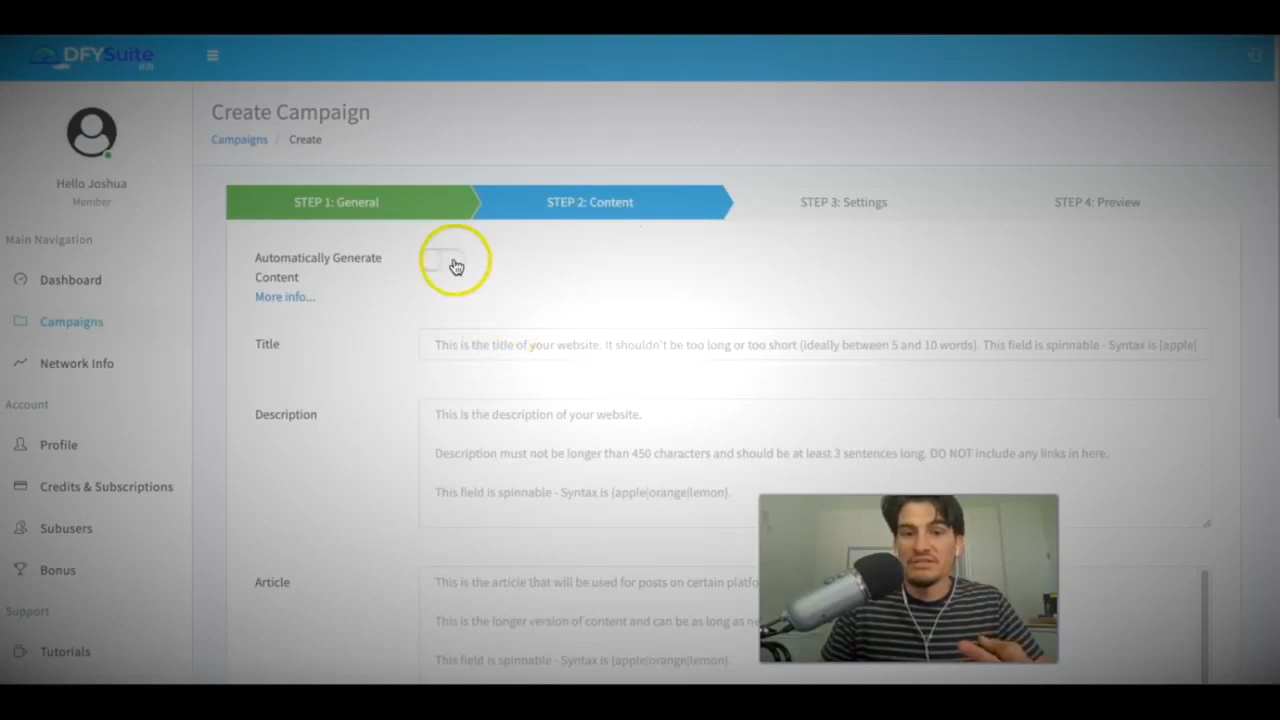 DFYSuite
2.0
Create Campaign
Campaigns / Create
Hello Joshua
Member
Main Navigation
Dashboard
Campaigns
Network Info
Account
Profile
Credits & Subscriptions
Subusers
Bonus
Support
Tutorials
STEP 1: General
STEP 2: Content
STEP 3: Settings
STEP 4: Preview
Automatically Generate
Content
More info...
Title
This is the title of your website. It shouldn't be too long or too short (ideally between 5 and 10 words). This field is spinnable - Syntax is {apple|
Description
This is the description of your website.
Description must not be longer than 450 characters and should be at least 3 sentences long. DO NOT include any links in here.
This field is spinnable - Syntax is {apple|orange|lemon}.
Article
This is the article that will be used for posts on certain platfo
This is the longer version of content and can be as long as ne
This field is spinnable - Syntax is {apple|orange|lemon}.